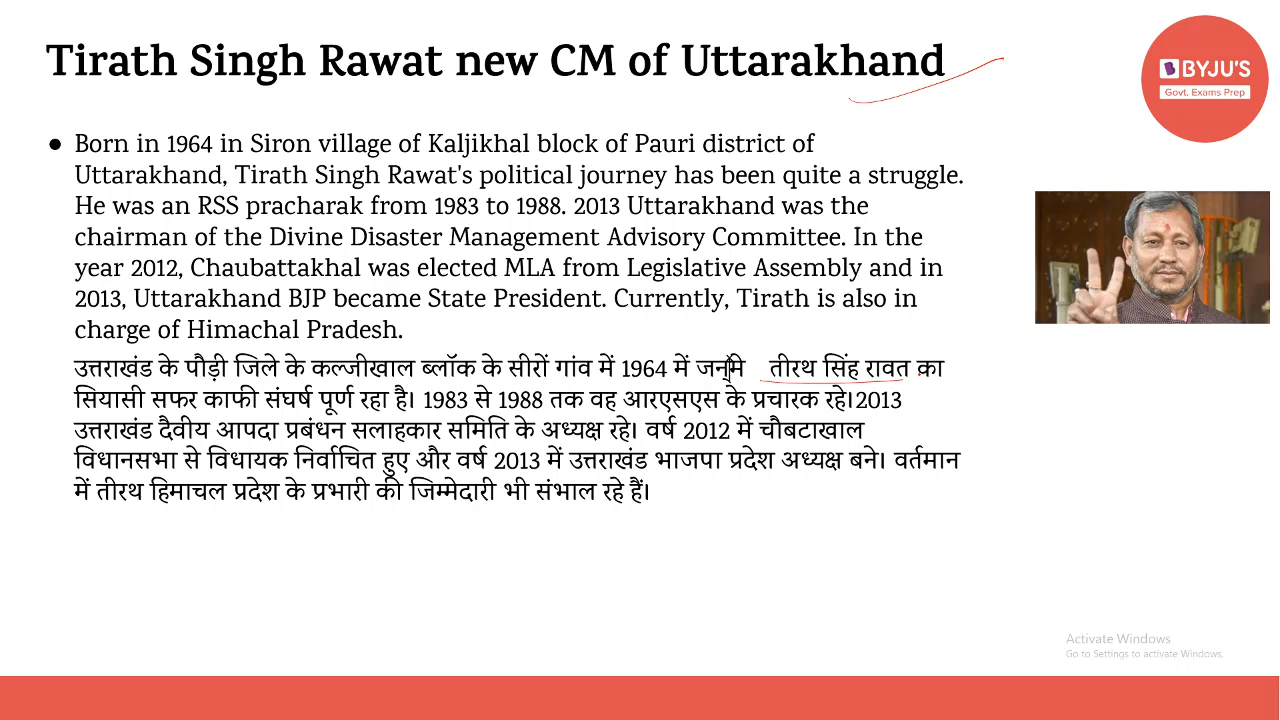 Tirath Singh Rawat new CM of Uttarakhand
BYJU'S
Govt. Exams Prep
● Born in 1964 in Siron village of Kaljikhal block of Pauri district of
Uttarakhand, Tirath Singh Rawat's political journey has been quite a struggle.
He was an RSS pracharak from 1983 to 1988. 2013 Uttarakhand was the
chairman of the Divine Disaster Management Advisory Committee. In the
year 2012, Chaubattakhal was elected MLA from Legislative Assembly and in
2013, Uttarakhand BJP became State President. Currently, Tirath is also in
charge of Himachal Pradesh.
उत्तराखंड के पौड़ी जिले के कल्जीखाल ब्लॉक के सीरों गांव में 1964 में जन्मे तीरथ सिंह रावत का
सियासी सफर काफी संघर्ष पूर्ण रहा है। 1983 से 1988 तक वह आरएसएस के प्रचारक रहे।2013
उत्तराखंड दैवीय आपदा प्रबंधन सलाहकार समिति के अध्यक्ष रहे। वर्ष 2012 में चौबटाखाल
विधानसभा से विधायक निर्वाचित हुए और वर्ष 2013 में उत्तराखंड भाजपा प्रदेश अध्यक्ष बने। वर्तमान
में तीरथ हिमाचल प्रदेश के प्रभारी की जिम्मेदारी भी संभाल रहे हैं।
Activate Windows
Go to Settings to activate Windows.